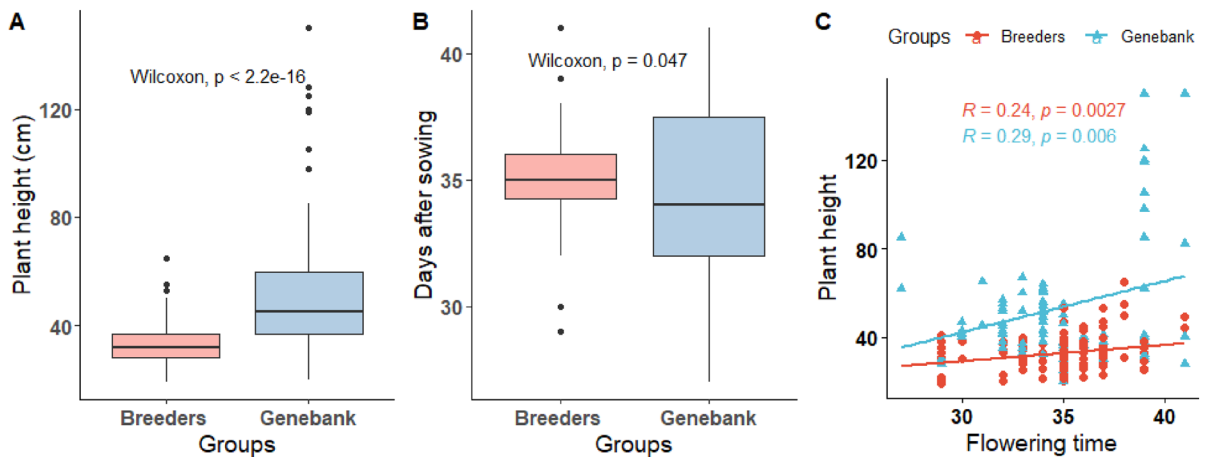 A
Plant height (cm)
120
80
40
Wilcoxon, p < 2.2e-16
Breeders
Genebank
Groups
B
Days after sowing
40
35
30
Wilcoxon, p = 0.047
Breeders
Genebank
Groups
C
Groups
Breeders
Genebank
R = 0.24, p = 0.0027
R = 0.29, p = 0.006
Plant height
120
80
40
30
35
40
Flowering time